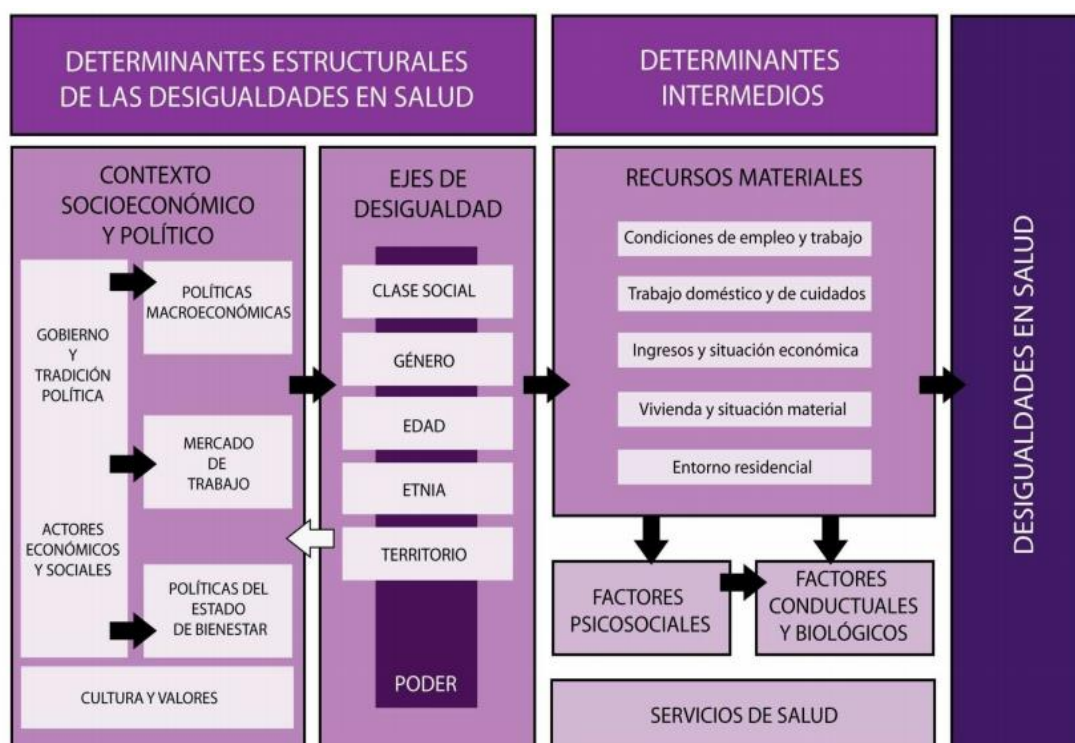 DETERMINANTES ESTRUCTURALES
DE LAS DESIGUALDADES EN SALUD
DETERMINANTES
INTERMEDIOS
CONTEXTO
SOCIOECONÓMICO
Y POLÍTICO
GOBIERNO
Y
TRADICIÓN
POLÍTICA
ACTORES
ECONÓMICOS
Y SOCIALES
POLÍTICAS
MACROECONÓMICAS
MERCADO
DE
TRABAJO
POLÍTICAS DEL
ESTADO
DE BIENESTAR
CULTURA Y VALORES
EJES DE
DESIGUALDAD
CLASE SOCIAL
GÉNERO
EDAD
ETNIA
TERRITORIO
PODER
RECURSOS MATERIALES
Condiciones de empleo y trabajo
Trabajo doméstico y de cuidados
Ingresos y situación económica
Vivienda y situación material
Entorno residencial
FACTORES
PSICOSOCIALES
FACTORES
CONDUCTUALES
Y BIOLÓGICOS
SERVICIOS DE SALUD
DESIGUALDADES EN SALUD